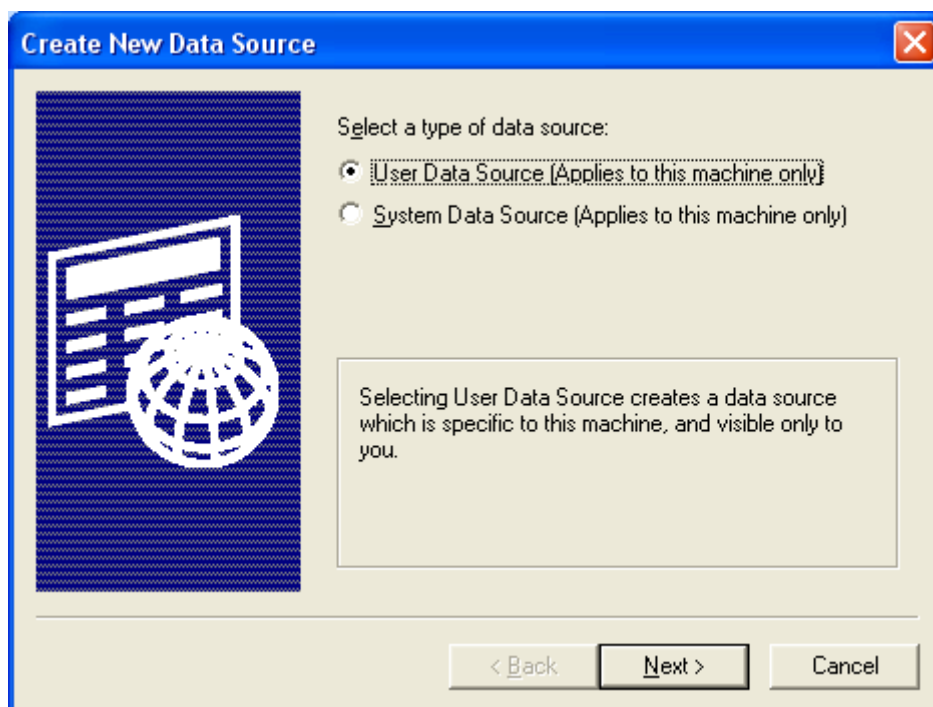 Create New Data Source
Select a type of data source:
User Data Source (Applies to this machine only)
System Data Source (Applies to this machine only)
Selecting User Data Source creates a data source
which is specific to this machine, and visible only to
you.
< Back Next > Cancel